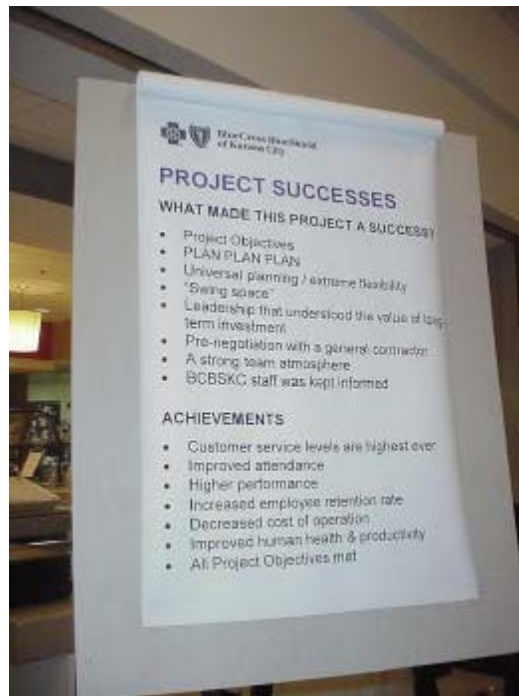 BlueCross BlueShield
of Kansas City
PROJECT SUCCESSES
WHAT MADE THIS PROJECT A SUCCESS?
• Project Objectives
• PLAN PLAN PLAN
• Universal planning / extreme flexibility
• "Swing space"
• Leadership that understood the value of long-
term investment
• Pre-negotiation with a general contractor
• A strong team atmosphere
• BCBSKC staff was kept informed
ACHIEVEMENTS
• Customer service levels are highest ever
• Improved attendance
• Higher performance
• Increased employee retention rate
• Decreased cost of operation
• Improved human health & productivity
• All Project Objectives met